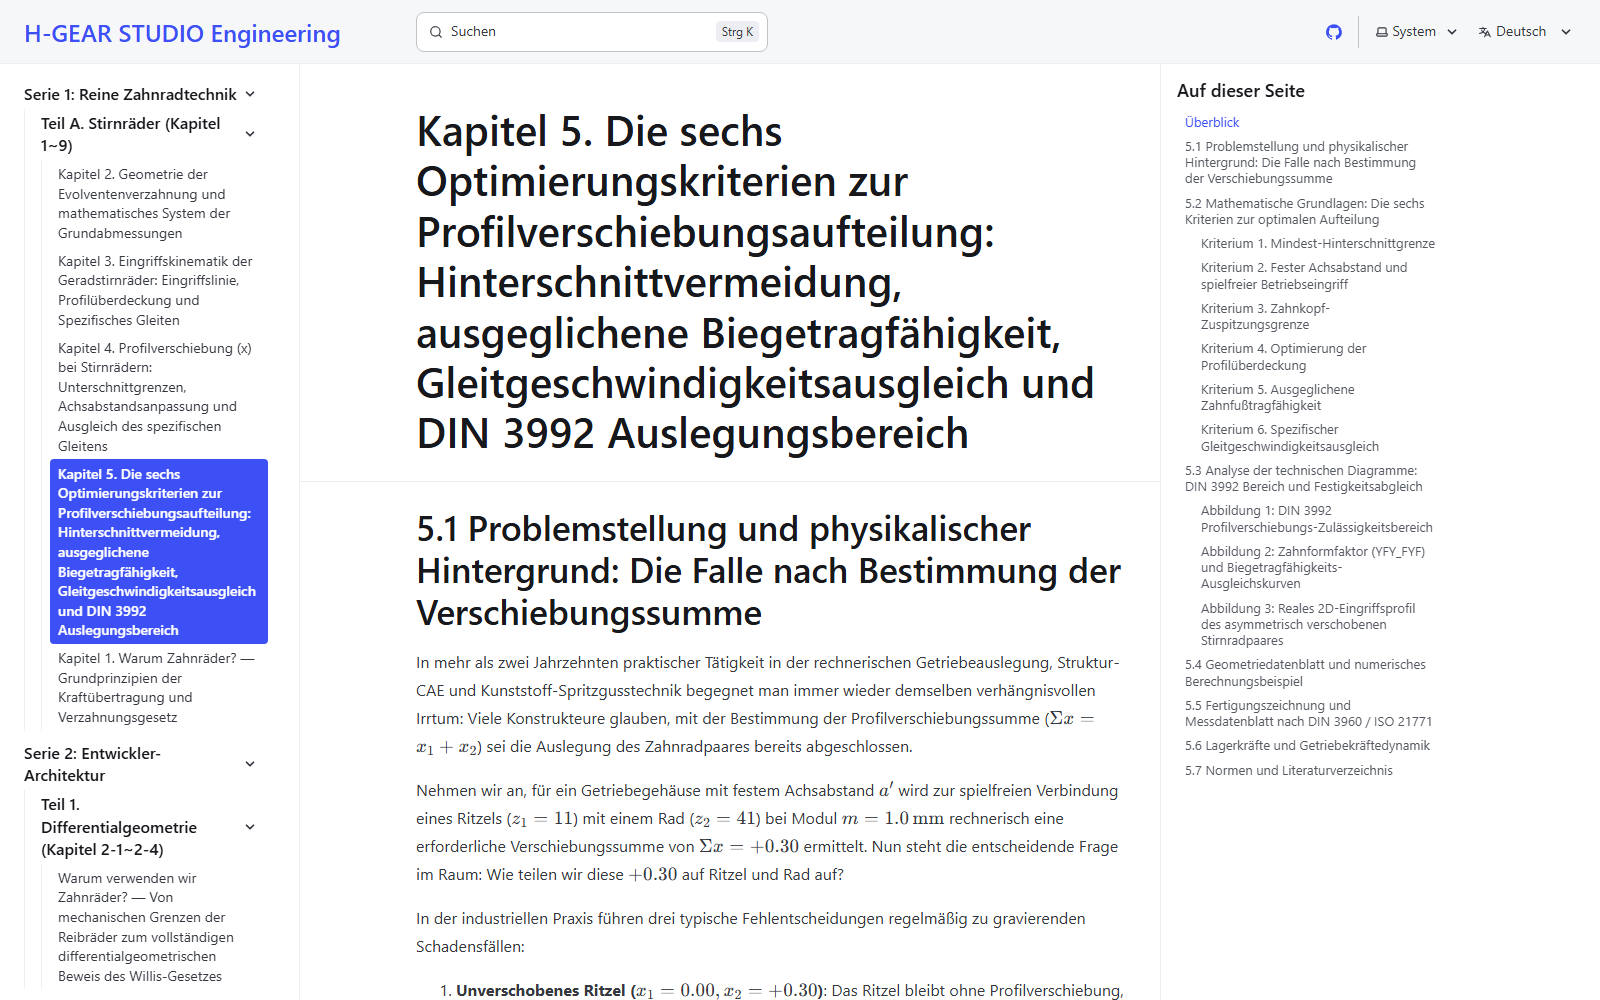 H-GEAR STUDIO Engineering
Suchen
Strg K
System
Deutsch
Serie 1: Reine Zahnradtechnik
Teil A. Stirnräder (Kapitel
1~9)
Kapitel 2. Geometrie der
Evolventenverzahnung und
mathematisches System der
Grundabmessungen
Kapitel 3. Eingriffskinematik der
Geradstirnräder: Eingriffslinie,
Profilüberdeckung und
Spezifisches Gleiten
Kapitel 4. Profilverschiebung (x)
bei Stirnrädern:
Unterschnittgrenzen,
Achsabstandsanpassung und
Ausgleich des spezifischen
Gleitens
Kapitel 5. Die sechs
Optimierungskriterien zur
Profilverschiebungsaufteilung:
Hinterschnittvermeidung,
ausgeglichene
Biegetragfähigkeit,
Gleitgeschwindigkeitsausgleich
und DIN 3992
Auslegungsbereich
Kapitel 1. Warum Zahnräder? —
Grundprinzipien der
Kraftübertragung und
Verzahnungsgesetz
Serie 2: Entwickler-
Architektur
Teil 1.
Differentialgeometrie
(Kapitel 2-1~2-4)
Warum verwenden wir
Zahnräder? — Von
mechanischen Grenzen der
Reibräder zum vollständigen
differentialgeometrischen
Beweis des Willis-Gesetzes
Kapitel 5. Die sechs
Optimierungskriterien zur
Profilverschiebungsaufteilung:
Hinterschnittvermeidung,
ausgeglichene Biegetragfähigkeit,
Gleitgeschwindigkeitsausgleich und
DIN 3992 Auslegungsbereich
5.1 Problemstellung und physikalischer
Hintergrund: Die Falle nach Bestimmung der
Verschiebungssumme
In mehr als zwei Jahrzehnten praktischer Tätigkeit in der rechnerischen Getriebeauslegung, Struktur-
CAE und Kunststoff-Spritzgusstechnik begegnet man immer wieder demselben verhängnisvollen
Irrtum: Viele Konstrukteure glauben, mit der Bestimmung der Profilverschiebungssumme (Σx =
x₁ + x₂) sei die Auslegung des Zahnradpaares bereits abgeschlossen.
Nehmen wir an, für ein Getriebegehäuse mit festem Achsabstand a′ wird zur spielfreien Verbindung
eines Ritzels (z₁ = 11) mit einem Rad (z₂ = 41) bei Modul m = 1.0 mm rechnerisch eine
erforderliche Verschiebungssumme von Σx = +0.30 ermittelt. Nun steht die entscheidende Frage
im Raum: Wie teilen wir diese +0.30 auf Ritzel und Rad auf?
In der industriellen Praxis führen drei typische Fehlentscheidungen regelmäßig zu gravierenden
Schadensfällen:
1. Unverschobenes Ritzel (x₁ = 0.00, x₂ = +0.30): Das Ritzel bleibt ohne Profilverschiebung,
Auf dieser Seite
Überblick
5.1 Problemstellung und physikalischer
Hintergrund: Die Falle nach Bestimmung
der Verschiebungssumme
5.2 Mathematische Grundlagen: Die sechs
Kriterien zur optimalen Aufteilung
Kriterium 1. Mindest-Hinterschnittgrenze
Kriterium 2. Fester Achsabstand und
spielfreier Betriebseingriff
Kriterium 3. Zahnkopf-
Zuspitzungsgrenze
Kriterium 4. Optimierung der
Profilüberdeckung
Kriterium 5. Ausgeglichene
Zahnfußtragfähigkeit
Kriterium 6. Spezifischer
Gleitgeschwindigkeitsausgleich
5.3 Analyse der technischen Diagramme:
DIN 3992 Bereich und Festigkeitsabgleich
Abbildung 1: DIN 3992
Profilverschiebungs-Zulässigkeitsbereich
Abbildung 2: Zahnformfaktor (YFY_FYF)
und Biegetragfähigkeits-
Ausgleichskurven
Abbildung 3: Reales 2D-Eingriffsprofil
des asymmetrisch verschobenen
Stirnradpaares
5.4 Geometriedatenblatt und numerisches
Berechnungsbeispiel
5.5 Fertigungszeichnung und
Messdatenblatt nach DIN 3960 / ISO 21771
5.6 Lagerkräfte und Getriebekräftedynamik
5.7 Normen und Literaturverzeichnis